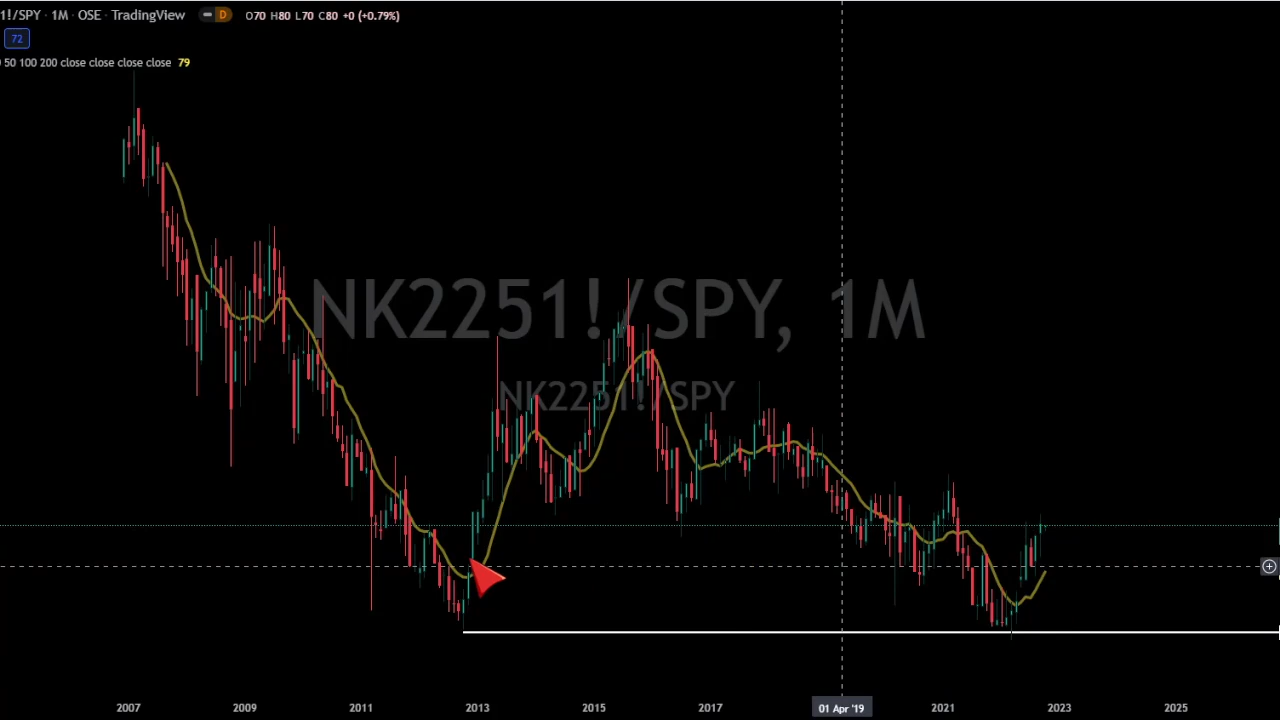 1!/SPY · 1M · OSE · TradingView D O70 H80 L70 C80 +0 (+0.79%)
72
50 100 200 close close close close 79
NK2251!/SPY, 1M
NK2251!/SPY
2007 2009 2011 2013 2015 2017 01 Apr '19 2021 2023 2025